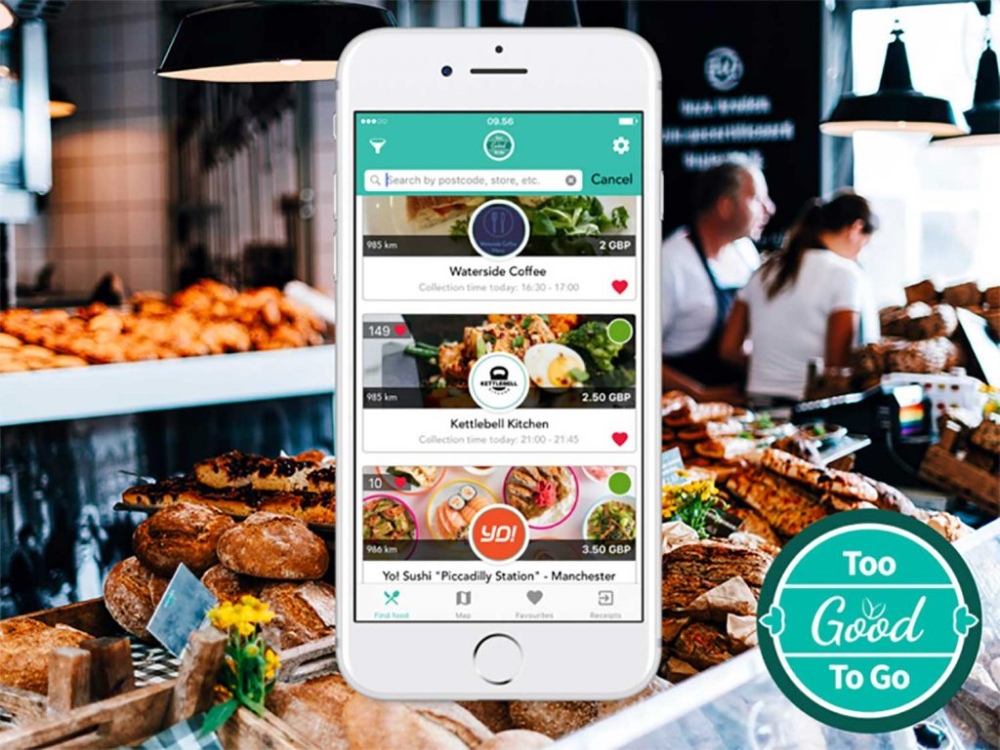 09.56
Search by postcode, store, etc.
Cancel
Waterside Coffee
985 km
2 GBP
Waterside Coffee
Collection time today: 16:30 - 17:00
149
KETTLEBELL
985 km
2.50 GBP
Kettlebell Kitchen
Collection time today: 21:00 - 21:45
10
YO!
986 km
3.50 GBP
Yo! Sushi "Piccadilly Station" - Manchester
Find food
Map
Favourites
Receipts
Too
Good
To Go